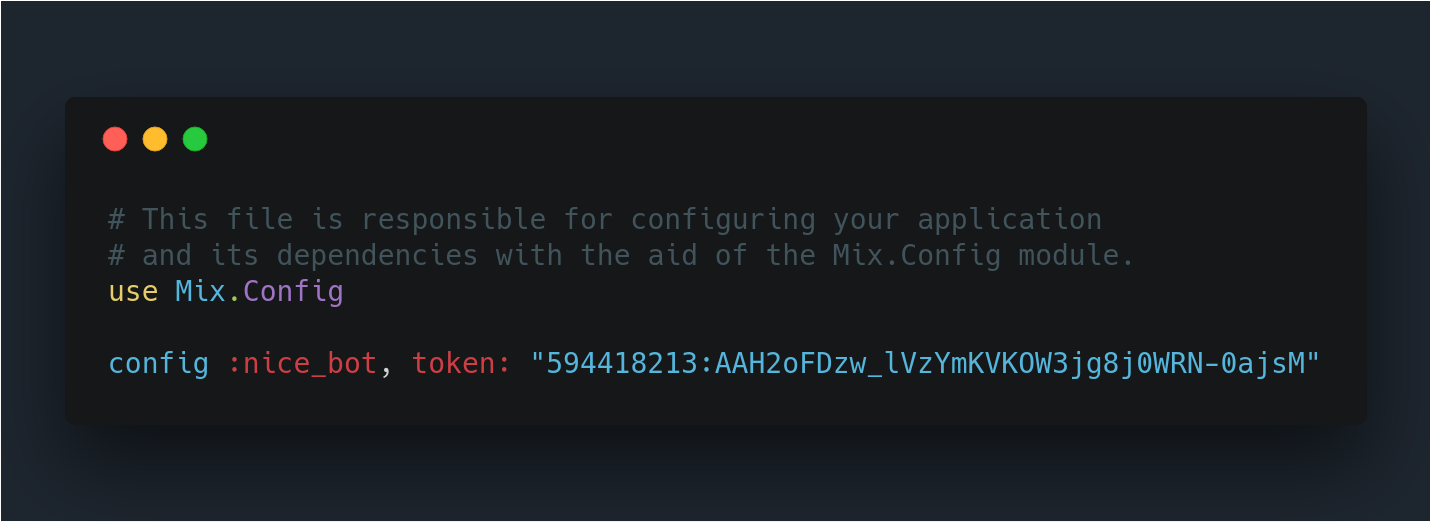 # This file is responsible for configuring your application
# and its dependencies with the aid of the Mix.Config module.
use Mix.Config
config :nice_bot, token: "594418213:AAH2oFDzw_lVzYmKVKOW3jg8j0WRN-0ajsM"